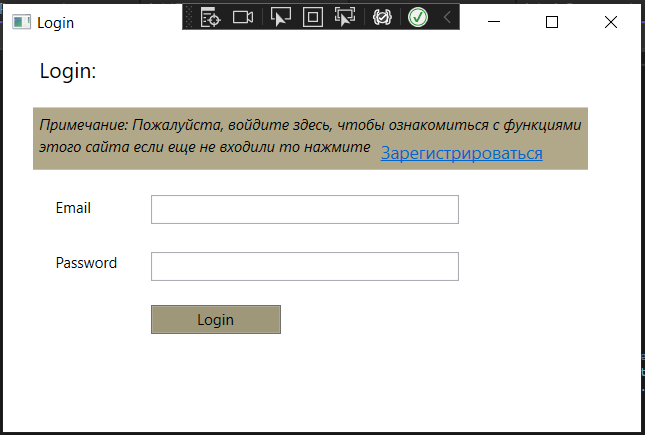 Login
Login:
Примечание: Пожалуйста, войдите здесь, чтобы ознакомиться с функциями
этого сайта если еще не входили то нажмите Зарегистрироваться
Email
Password
Login